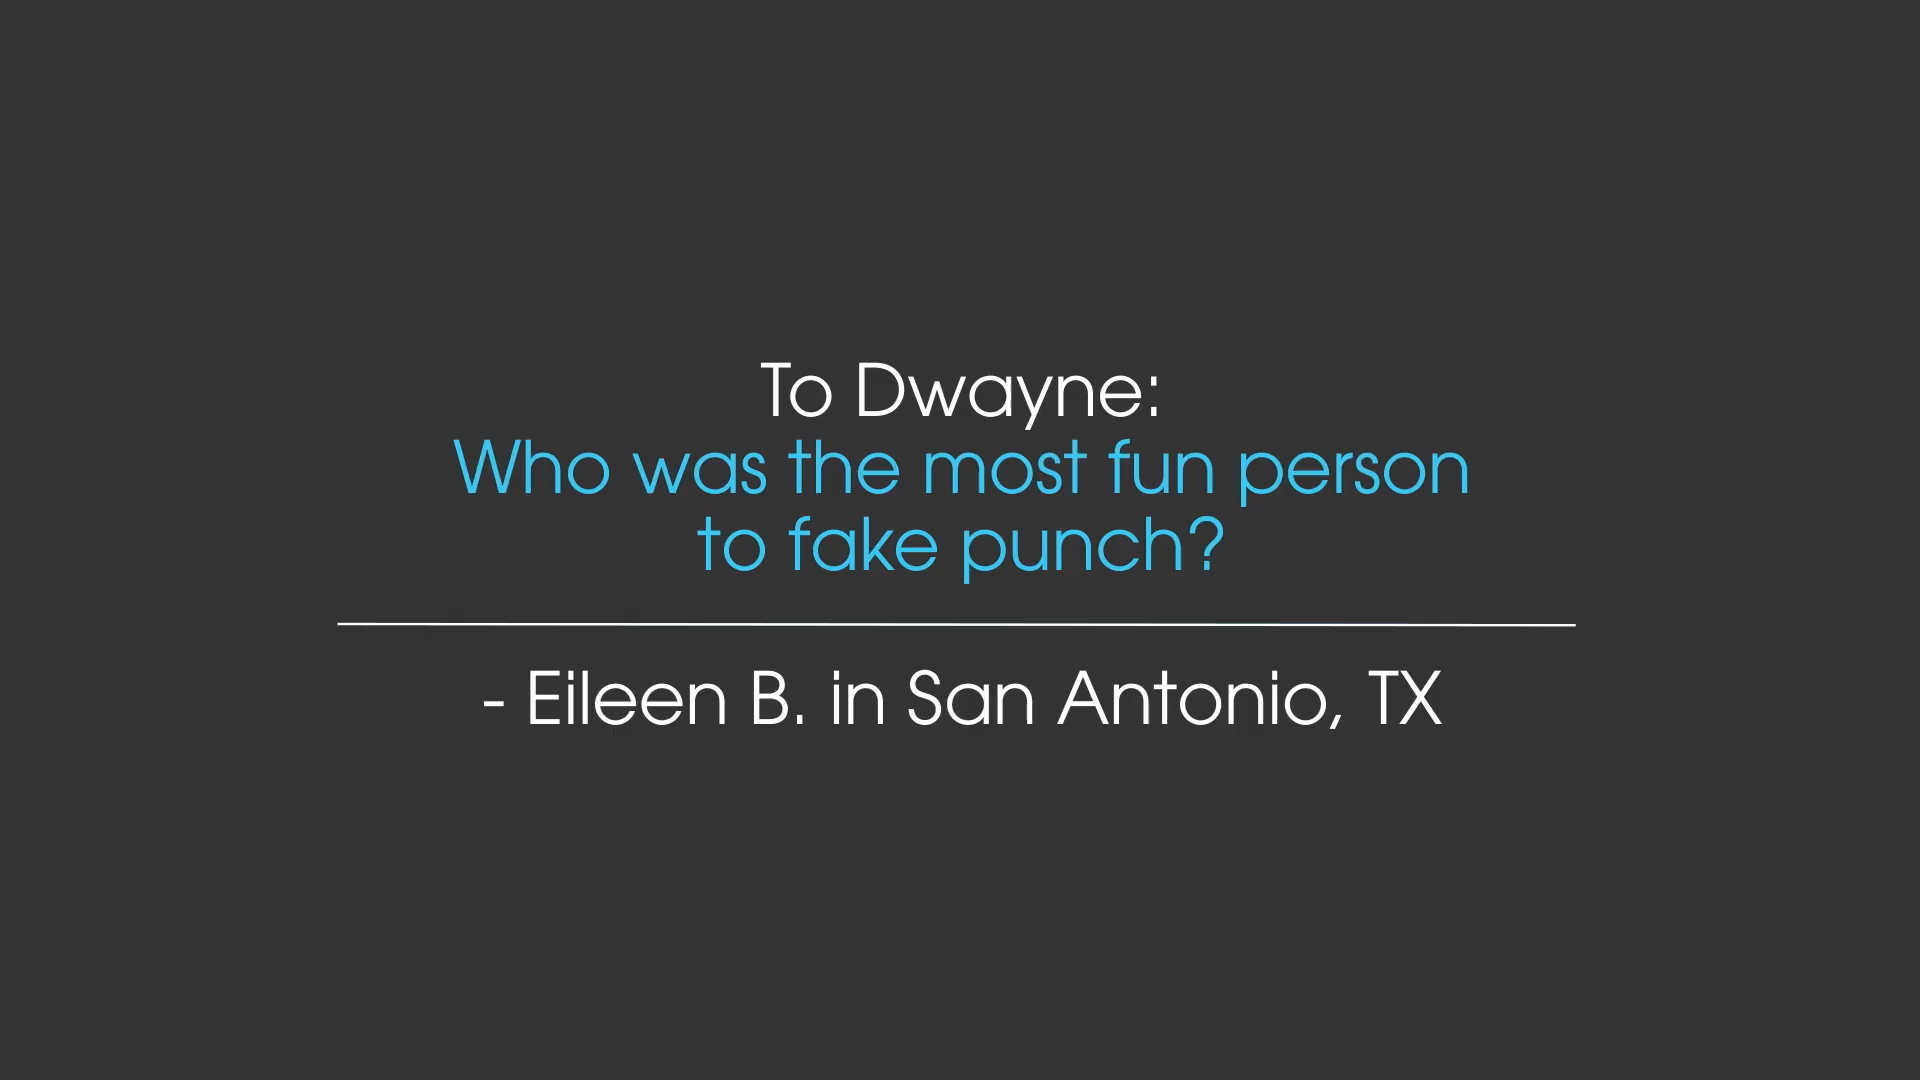 To Dwayne:
Who was the most fun person
to fake punch?
- Eileen B. in San Antonio, TX